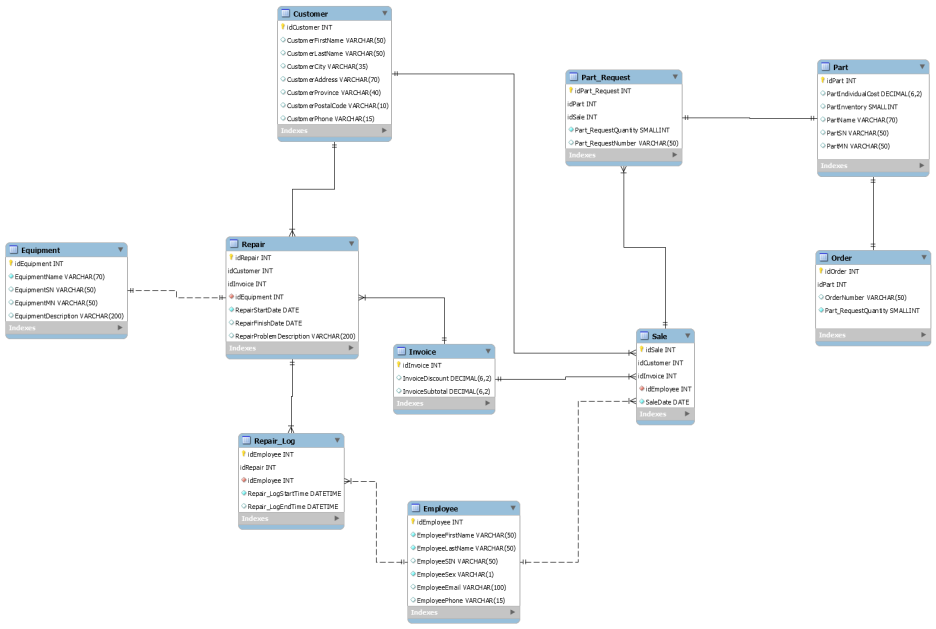 Customer
idCustomer INT
CustomerFirstName VARCHAR(50)
CustomerLastName VARCHAR(50)
CustomerCity VARCHAR(35)
CustomerAddress VARCHAR(70)
CustomerProvince VARCHAR(40)
CustomerPostalCode VARCHAR(10)
CustomerPhone VARCHAR(15)
Indexes
Part_Request
idPart_Request INT
idPart INT
idSale INT
Part_RequestQuantity SMALLINT
Part_RequestNumber VARCHAR(50)
Indexes
Part
idPart INT
PartIndividualCost DECIMAL(6,2)
PartInventory SMALLINT
PartName VARCHAR(70)
PartSN VARCHAR(50)
PartMN VARCHAR(50)
Indexes
Equipment
idEquipment INT
EquipmentName VARCHAR(70)
EquipmentSN VARCHAR(50)
EquipmentMN VARCHAR(50)
EquipmentDescription VARCHAR(200)
Indexes
Repair
idRepair INT
idCustomer INT
idInvoice INT
idEquipment INT
RepairStartDate DATE
RepairFinishDate DATE
RepairProblemDescription VARCHAR(200)
Indexes
Order
idOrder INT
idPart INT
OrderNumber VARCHAR(50)
Part_RequestQuantity SMALLINT
Indexes
Invoice
idInvoice INT
InvoiceDiscount DECIMAL(6,2)
InvoiceSubtotal DECIMAL(6,2)
Indexes
Sale
idSale INT
idCustomer INT
idInvoice INT
idEmployee INT
SaleDate DATE
Indexes
Repair_Log
idEmployee INT
idRepair INT
idEmployee INT
Repair_LogStartTime DATETIME
Repair_LogEndTime DATETIME
Indexes
Employee
idEmployee INT
EmployeeFirstName VARCHAR(50)
EmployeeLastName VARCHAR(50)
EmployeeSIN VARCHAR(50)
EmployeeSex VARCHAR(1)
EmployeeEmail VARCHAR(100)
EmployeePhone VARCHAR(15)
Indexes